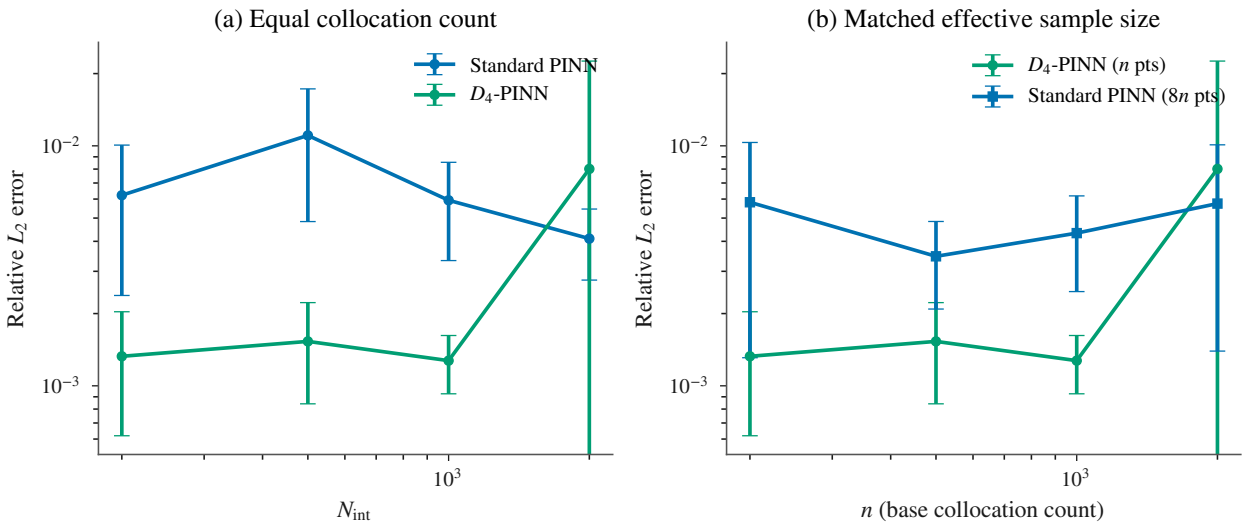 (a) Equal collocation count
Standard PINN
D₄-PINN
Relative L₂ error
10⁻²
10⁻³
10³
N_int
(b) Matched effective sample size
D₄-PINN (n pts)
Standard PINN (8n pts)
Relative L₂ error
10⁻²
10⁻³
10³
n (base collocation count)